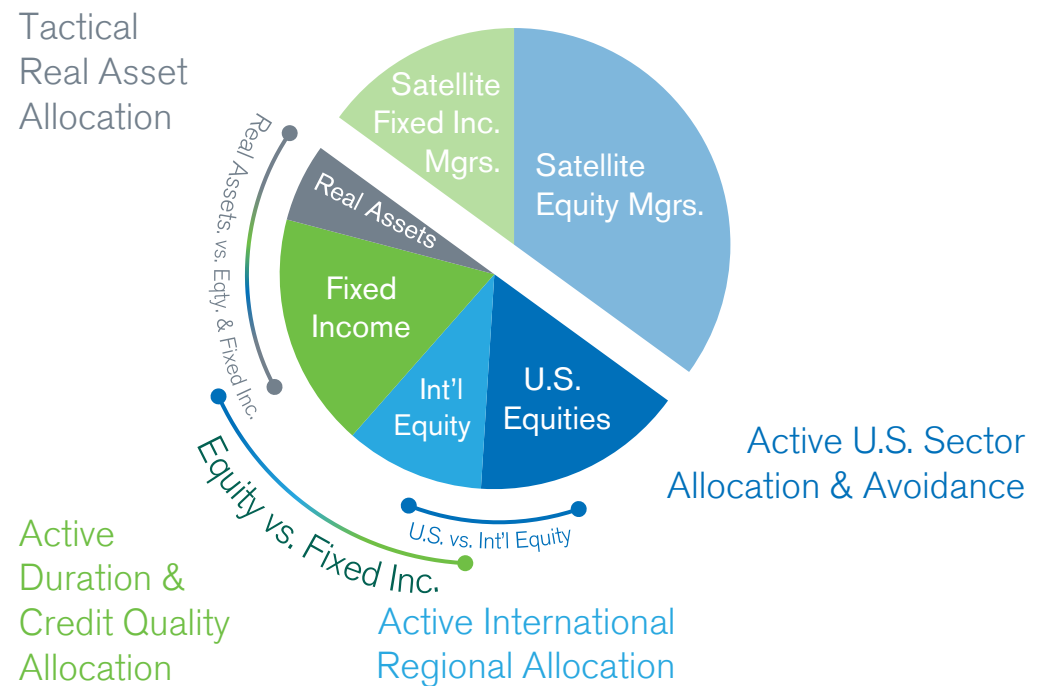 Tactical
Real Asset
Allocation
Satellite
Fixed Inc.
Mgrs.
Satellite
Equity Mgrs.
Real Assets. vs. Eqty. & Fixed Inc.
Real Assets
Fixed
Income
Int'l
Equity
U.S.
Equities
Active U.S. Sector
Allocation & Avoidance
Equity vs. Fixed Inc.
U.S. vs. Int'l Equity
Active
Duration &
Credit Quality
Allocation
Active International
Regional Allocation